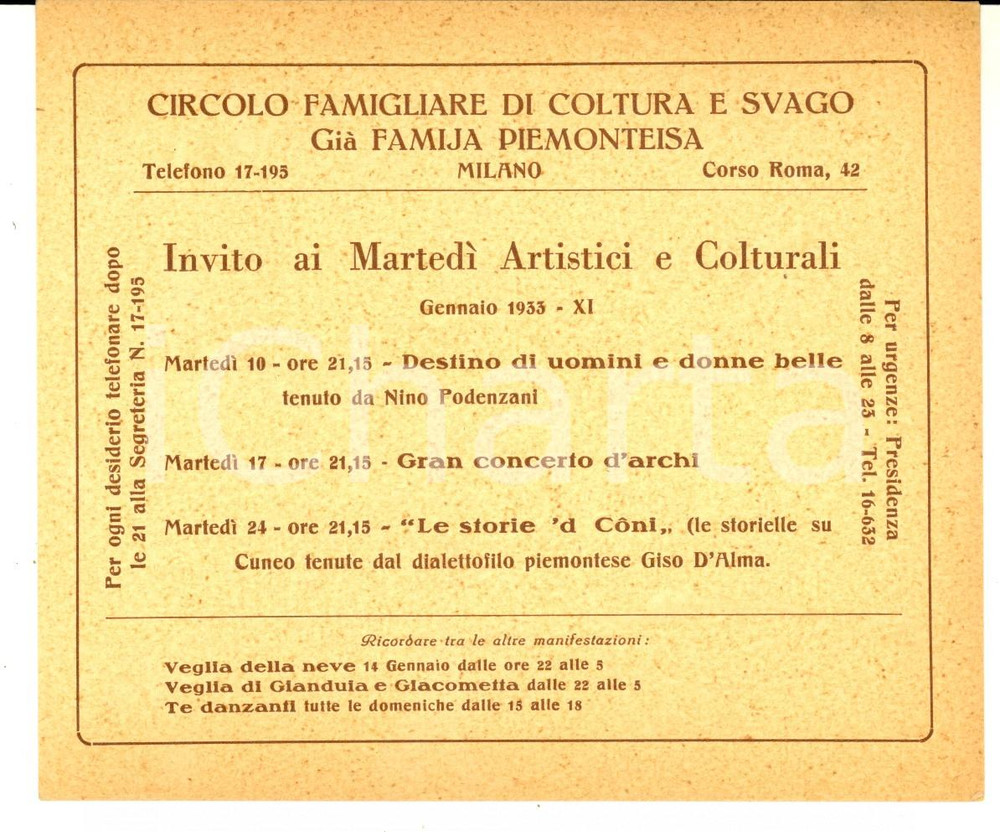 CIRCOLO FAMIGLIARE DI COLTURA E SVAGO
Già FAMIJA PIEMONTEISA
Telefono 17-195 MILANO Corso Roma, 42
Invito ai Martedì Artistici e Colturali
Gennaio 1933 - XI
Per ogni desiderio telefonare dopo
le 21 alla Segreteria N. 17-195
Martedì 10 - ore 21,15 - Destino di uomini e donne belle
tenuto da Nino Podenzani
Martedì 17 - ore 21,15 - Gran concerto d'archi
Martedì 24 - ore 21,15 - "Le storie 'd Côni„ (le storielle su
Cuneo tenute dal dialettofilo piemontese Giso D'Alma.
Per urgenze: Presidenza
dalle 8 alle 23 - Tel. 16-632
Ricordare tra le altre manifestazioni:
Veglia della neve 14 Gennaio dalle ore 22 alle 5
Veglia di Gianduia e Giacometta dalle 22 alle 5
Te danzanti tutte le domeniche dalle 15 alle 18
iCharta